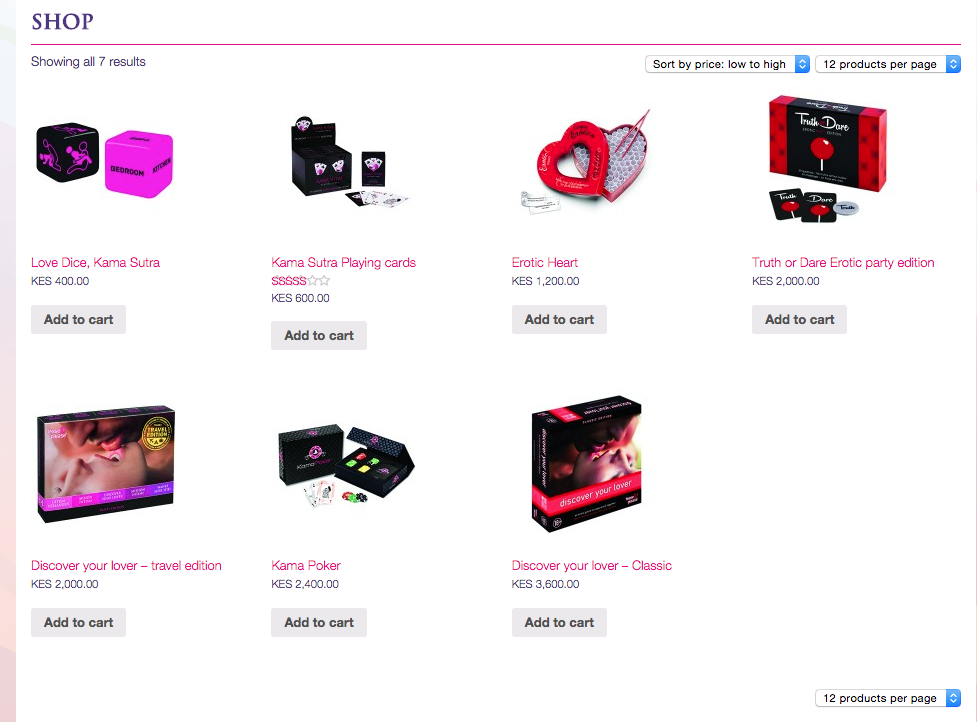 SHOP
Showing all 7 results
Sort by price: low to high
12 products per page
BEDROOM
KITCHEN
Truth or Dare
EROTIC PARTY EDITION
Truth
Dare
Truth
Love Dice, Kama Sutra
KES 400.00
Add to cart
Kama Sutra Playing cards
SSSSS
KES 600.00
Add to cart
Erotic Heart
KES 1,200.00
Add to cart
Truth or Dare Erotic party edition
KES 2,000.00
Add to cart
TRAVEL
EDITION
KamaPoker
discover your lover
Discover your lover – travel edition
KES 2,000.00
Add to cart
Kama Poker
KES 2,400.00
Add to cart
Discover your lover – Classic
KES 3,600.00
Add to cart
12 products per page